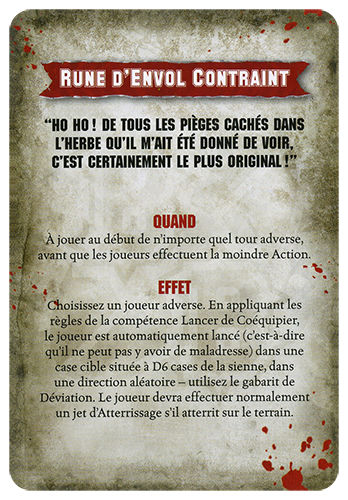 RUNE D'ENVOL CONTRAINT
“HO HO ! DE TOUS LES PIÈGES CACHÉS DANS
L'HERBE QU'IL M'AIT ÉTÉ DONNÉ DE VOIR,
C'EST CERTAINEMENT LE PLUS ORIGINAL !”
QUAND
À jouer au début de n'importe quel tour adverse,
avant que les joueurs effectuent la moindre Action.
EFFET
Choisissez un joueur adverse. En appliquant les
règles de la compétence Lancer de Coéquipier,
le joueur est automatiquement lancé (c'est-à-dire
qu'il ne peut pas y avoir de maladresse) dans une
case cible située à D6 cases de la sienne, dans
une direction aléatoire – utilisez le gabarit de
Déviation. Le joueur devra effectuer normalement
un jet d'Atterrissage s'il atterrit sur le terrain.